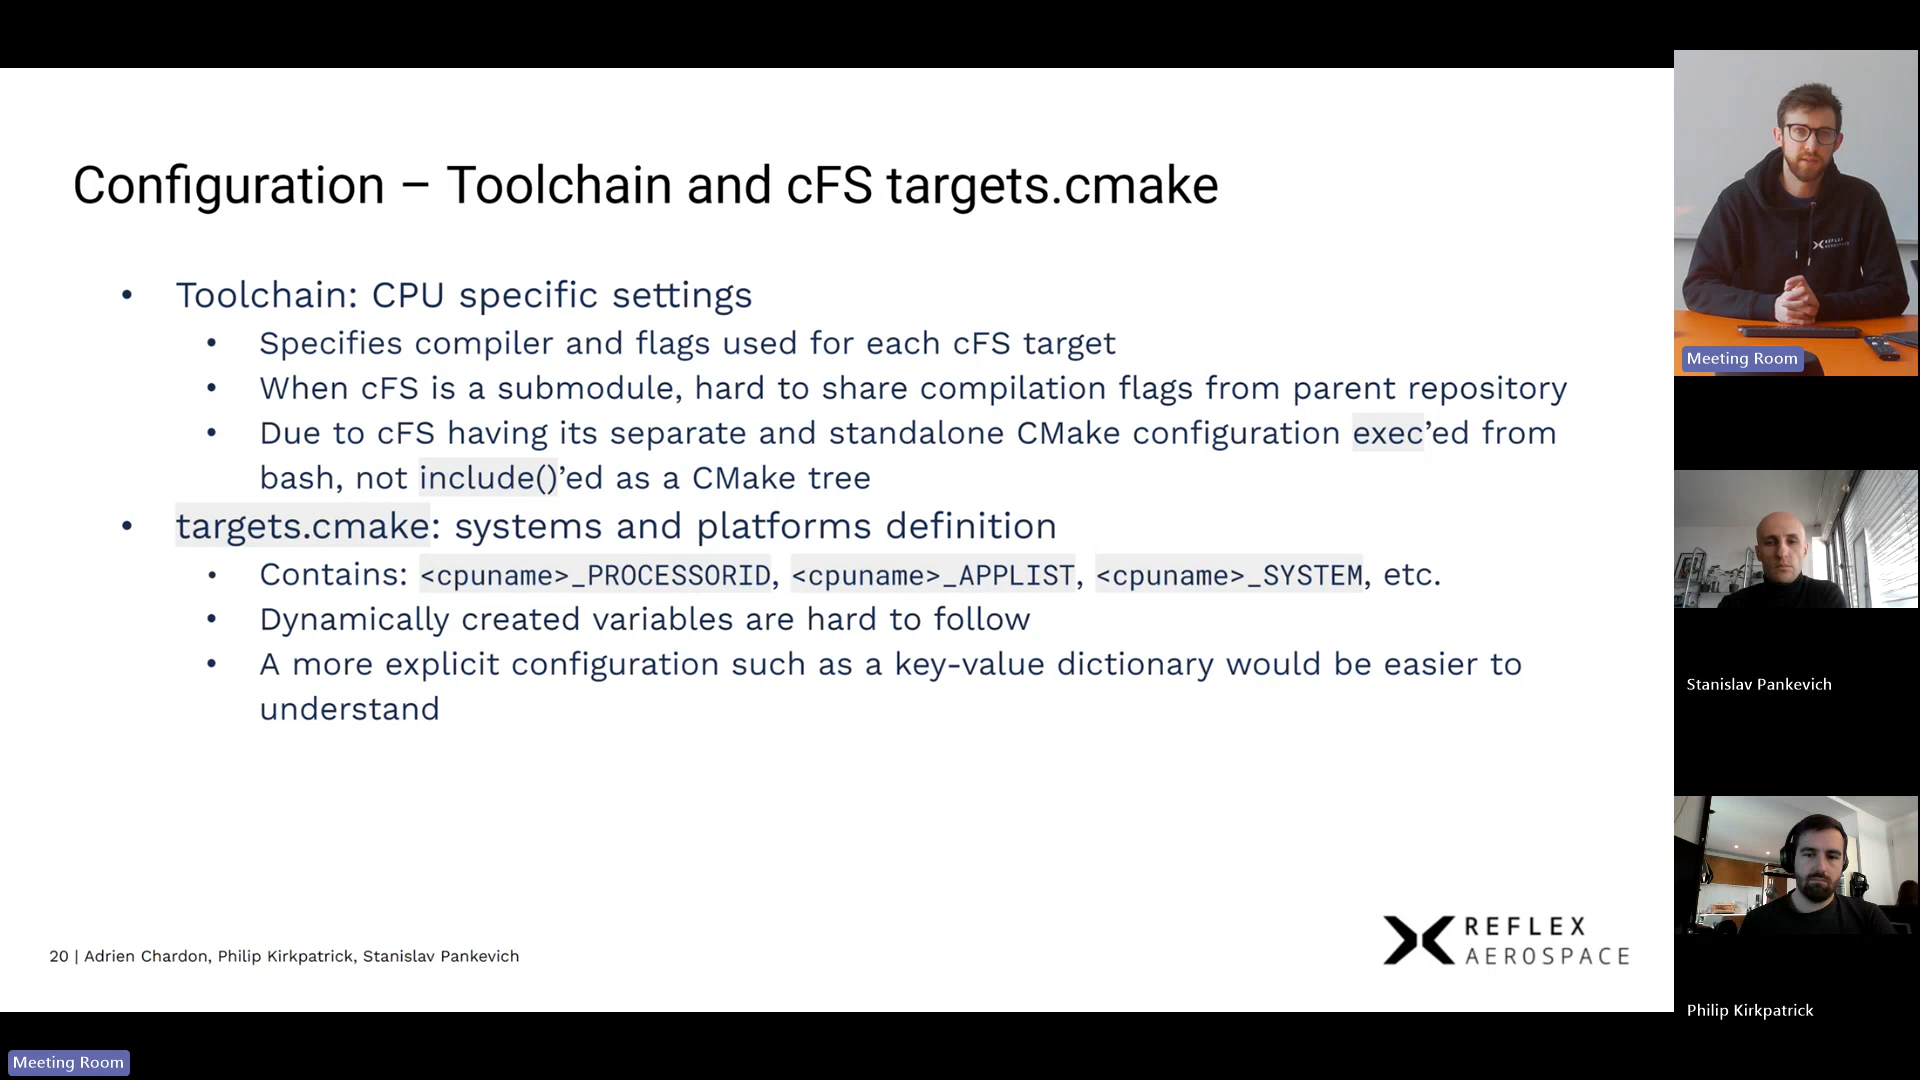 Configuration – Toolchain and cFS targets.cmake
• Toolchain: CPU specific settings
• Specifies compiler and flags used for each cFS target
• When cFS is a submodule, hard to share compilation flags from parent repository
• Due to cFS having its separate and standalone CMake configuration exec’ed from
bash, not include()’ed as a CMake tree
• targets.cmake: systems and platforms definition
• Contains: <cpuname>_PROCESSORID, <cpuname>_APPLIST, <cpuname>_SYSTEM, etc.
• Dynamically created variables are hard to follow
• A more explicit configuration such as a key-value dictionary would be easier to
understand
20 | Adrien Chardon, Philip Kirkpatrick, Stanislav Pankevich
REFLEX
AEROSPACE
Meeting Room
REFLEX
AEROSPACE
Meeting Room
Stanislav Pankevich
Philip Kirkpatrick